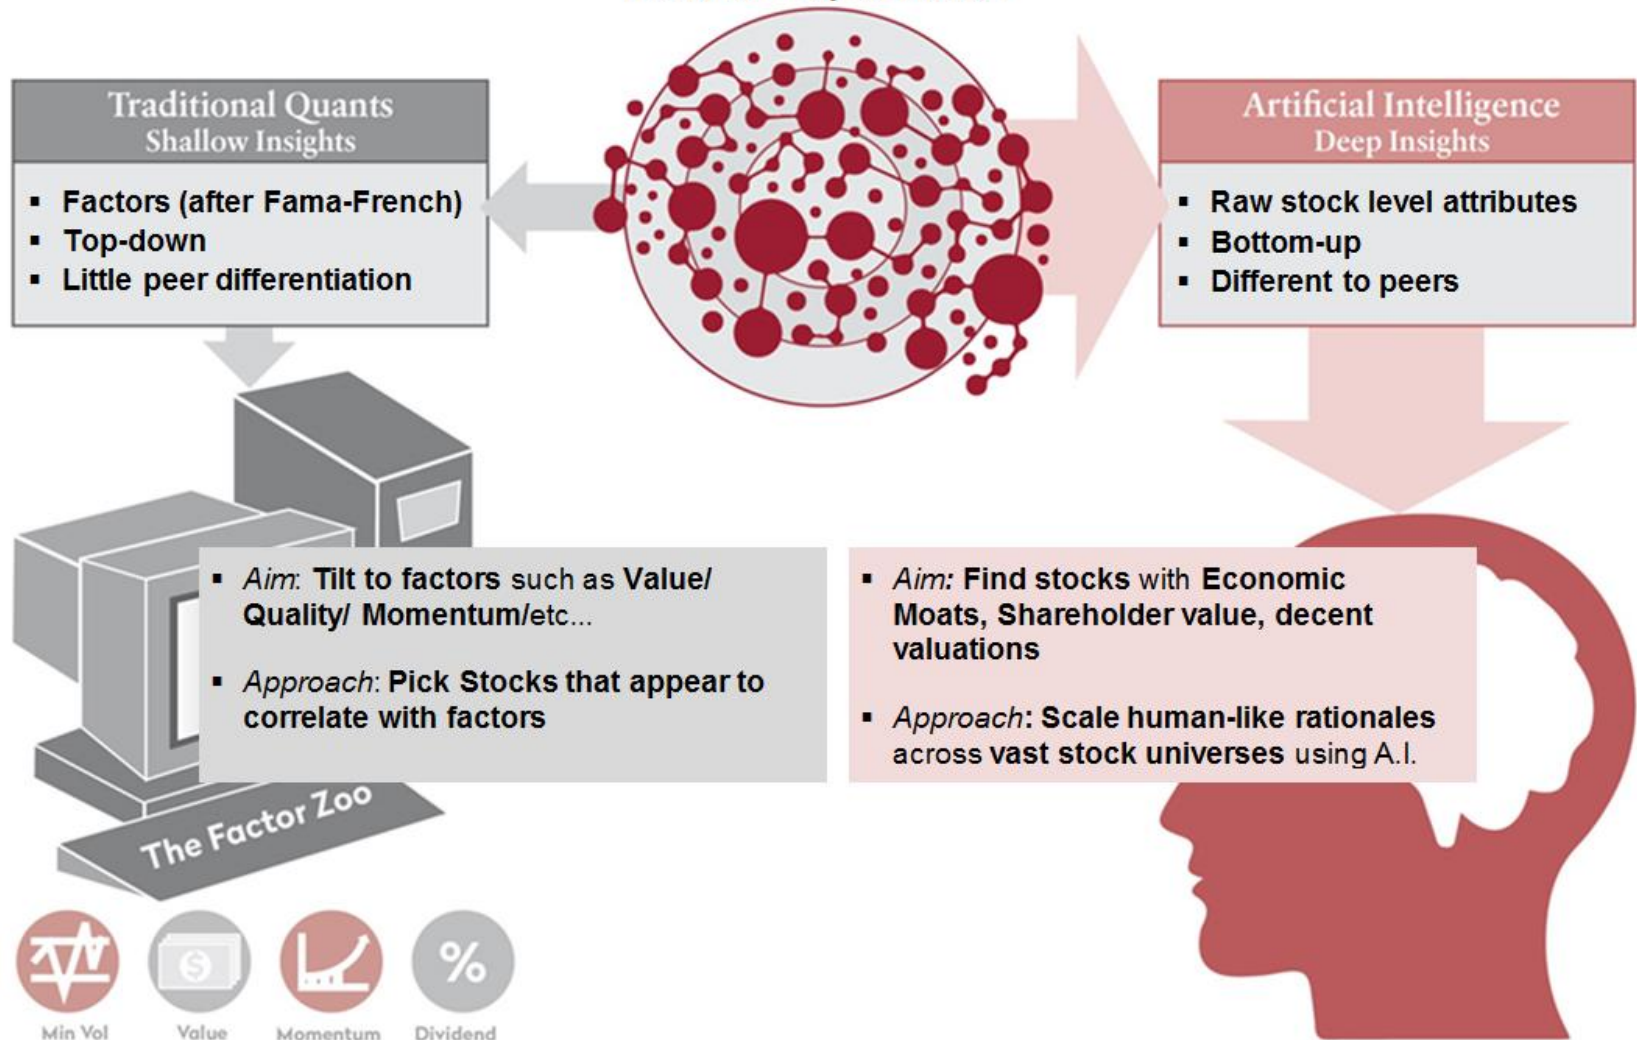 Traditional Quants
Shallow Insights
▪ Factors (after Fama-French)
▪ Top-down
▪ Little peer differentiation
Artificial Intelligence
Deep Insights
▪ Raw stock level attributes
▪ Bottom-up
▪ Different to peers
▪ Aim: Tilt to factors such as Value/
Quality/ Momentum/etc...
▪ Approach: Pick Stocks that appear to
correlate with factors
▪ Aim: Find stocks with Economic
Moats, Shareholder value, decent
valuations
▪ Approach: Scale human-like rationales
across vast stock universes using A.I.
The Factor Zoo
$
%
Min Vol
Value
Momentum
Dividend